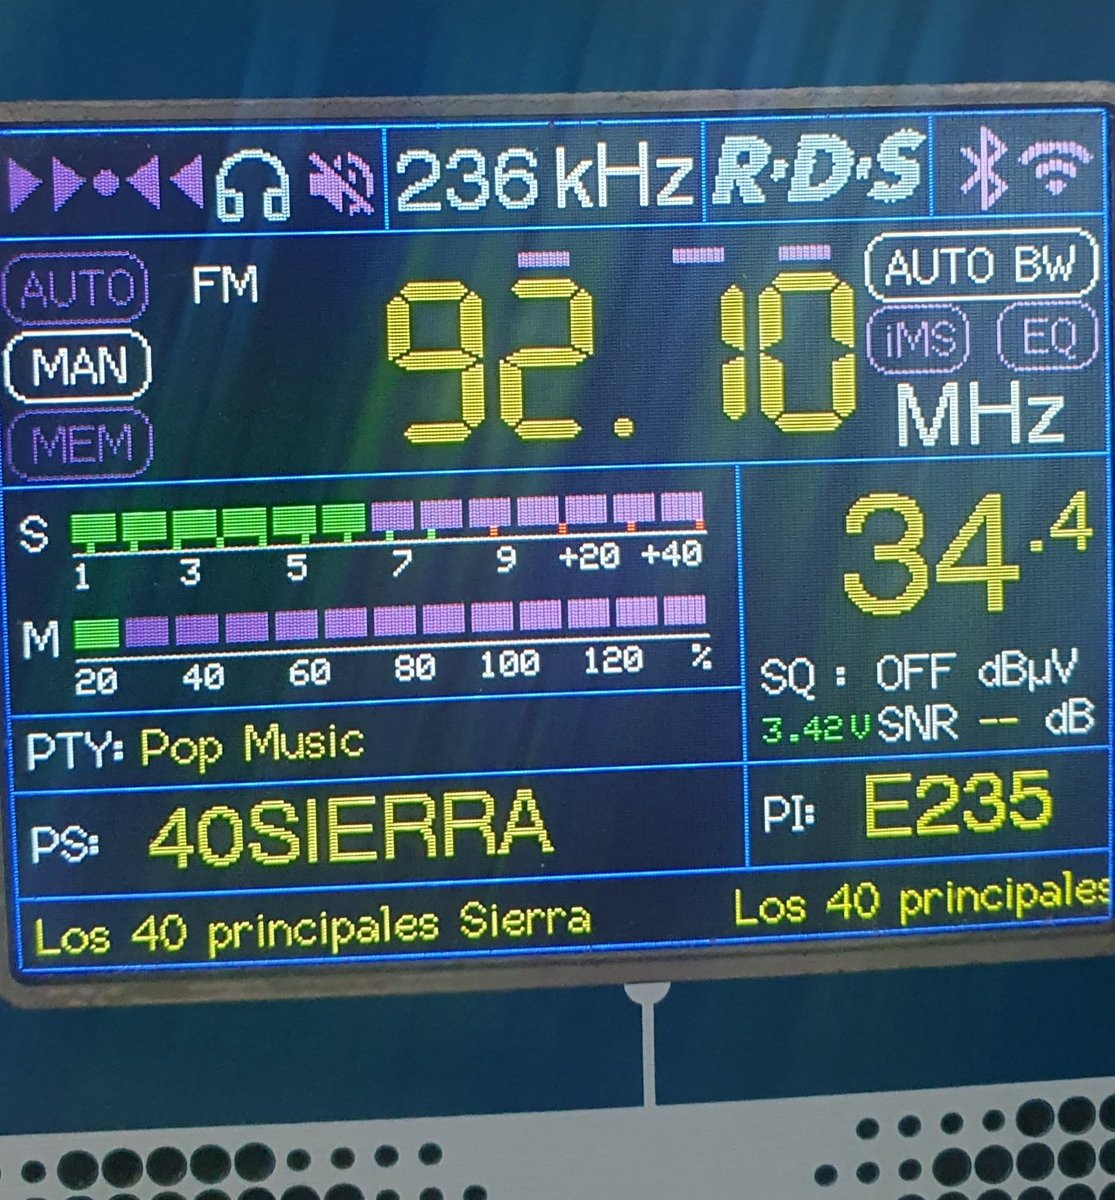 236 kHz R·D·S
AUTO FM 92.10 MHz AUTO BW
MAN iMS EQ
MEM
S 1 3 5 7 9 +20 +40
34.4
M 20 40 60 80 100 120 %
SQ : OFF dBµV
3.42V SNR -- dB
PTY: Pop Music
PS: 40SIERRA PI: E235
Los 40 principales Sierra Los 40 principales